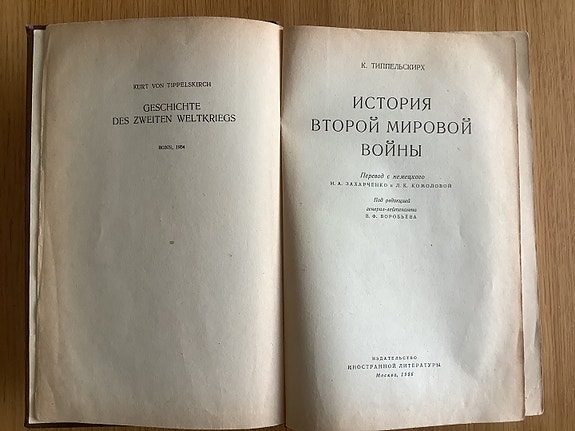 KURT VON TIPPELSKIRCH
GESCHICHTE
DES ZWEITEN WELTKRIEGS
BONN, 1954
К. ТИППЕЛЬСКИРХ
ИСТОРИЯ
ВТОРОЙ МИРОВОЙ
ВОЙНЫ
Перевод с немецкого
Н. А. ЗАХАРЧЕНКО и Л. К. КОМОЛОВОЙ
Под редакцией
генерал-лейтенанта
В. Ф. ВОРОБЬЕВА
ИЗДАТЕЛЬСТВО
ИНОСТРАННОЙ ЛИТЕРАТУРЫ
Москва, 1956